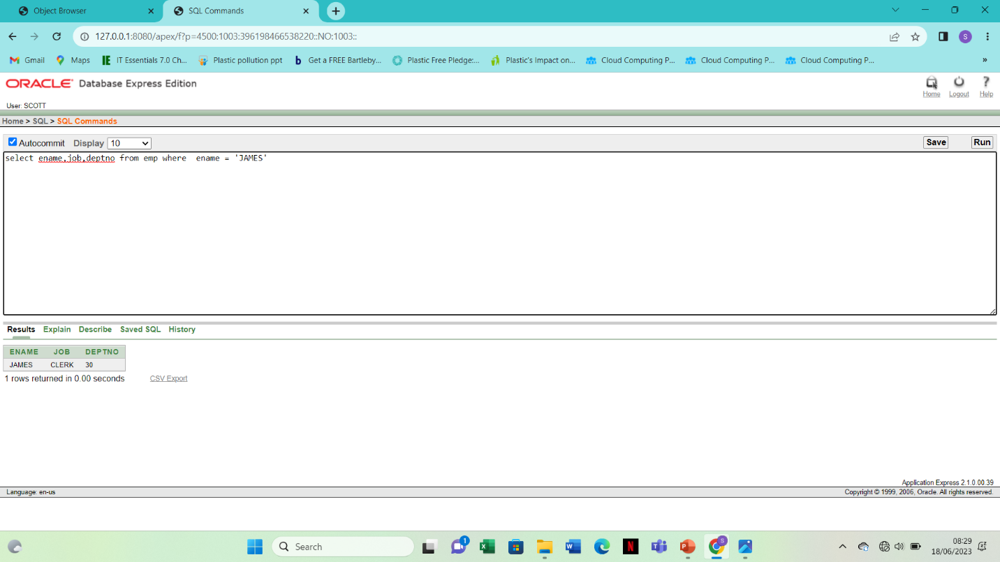 Object Browser
SQL Commands
127.0.0.1:8080/apex/f?p=4500:1003:396198466538220::NO:1003::
S
Gmail
Maps
IE IT Essentials 7.0 Ch...
Plastic pollution ppt
b Get a FREE Bartleby...
Plastic Free Pledge:...
Plastic's Impact on...
Cloud Computing P...
Cloud Computing P...
Cloud Computing P...
»
ORACLE Database Express Edition
Home
Logout
? Help
User: SCOTT
Home > SQL > SQL Commands
Autocommit Display 10
Save
Run
select ename,job,deptno from emp where  ename = 'JAMES'
Results Explain Describe Saved SQL History
ENAME JOB DEPTNO
JAMES CLERK 30
1 rows returned in 0.00 seconds CSV Export
Application Express 2.1.0.00.39
Language: en-us Copyright © 1999, 2006, Oracle. All rights reserved.
Search
1
N
S
08:29
18/06/2023